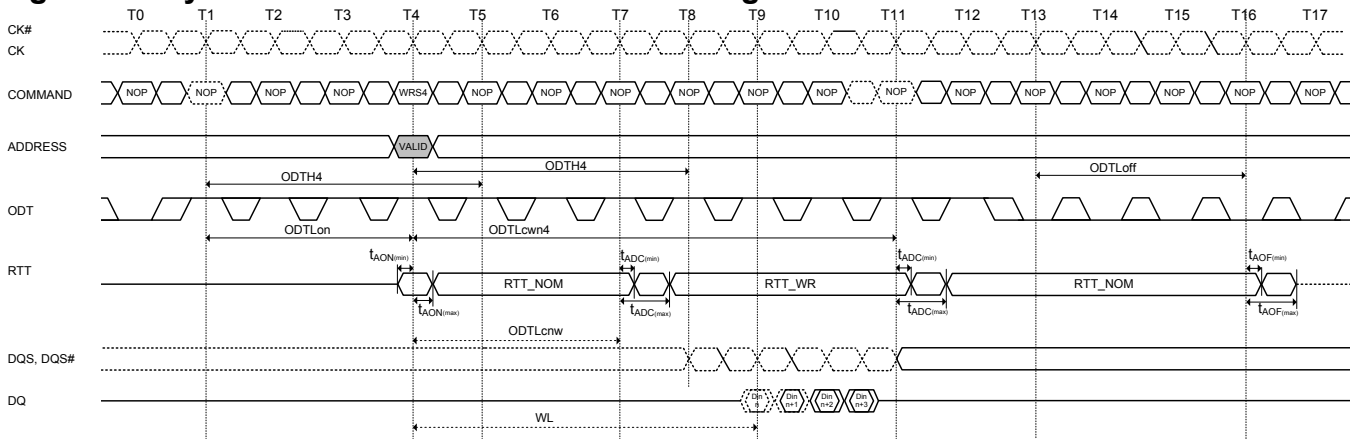 T0 T1 T2 T3 T4 T5 T6 T7 T8 T9 T10 T11 T12 T13 T14 T15 T16 T17
CK#
CK
COMMAND NOP NOP NOP NOP WRS4 NOP NOP NOP NOP NOP NOP NOP NOP NOP NOP NOP NOP NOP
ADDRESS VALID
ODTH4 ODTH4 ODTLoff
ODT
ODTLon ODTLcwn4
tAON(min) tADC(min) tADC(min) tAOF(min)
RTT RTT_NOM RTT_WR RTT_NOM
tAON(max) tADC(max) tADC(max) tAOF(max)
ODTLcnw
DQS, DQS#
DQ Din n Din n+1 Din n+2 Din n+3
WL